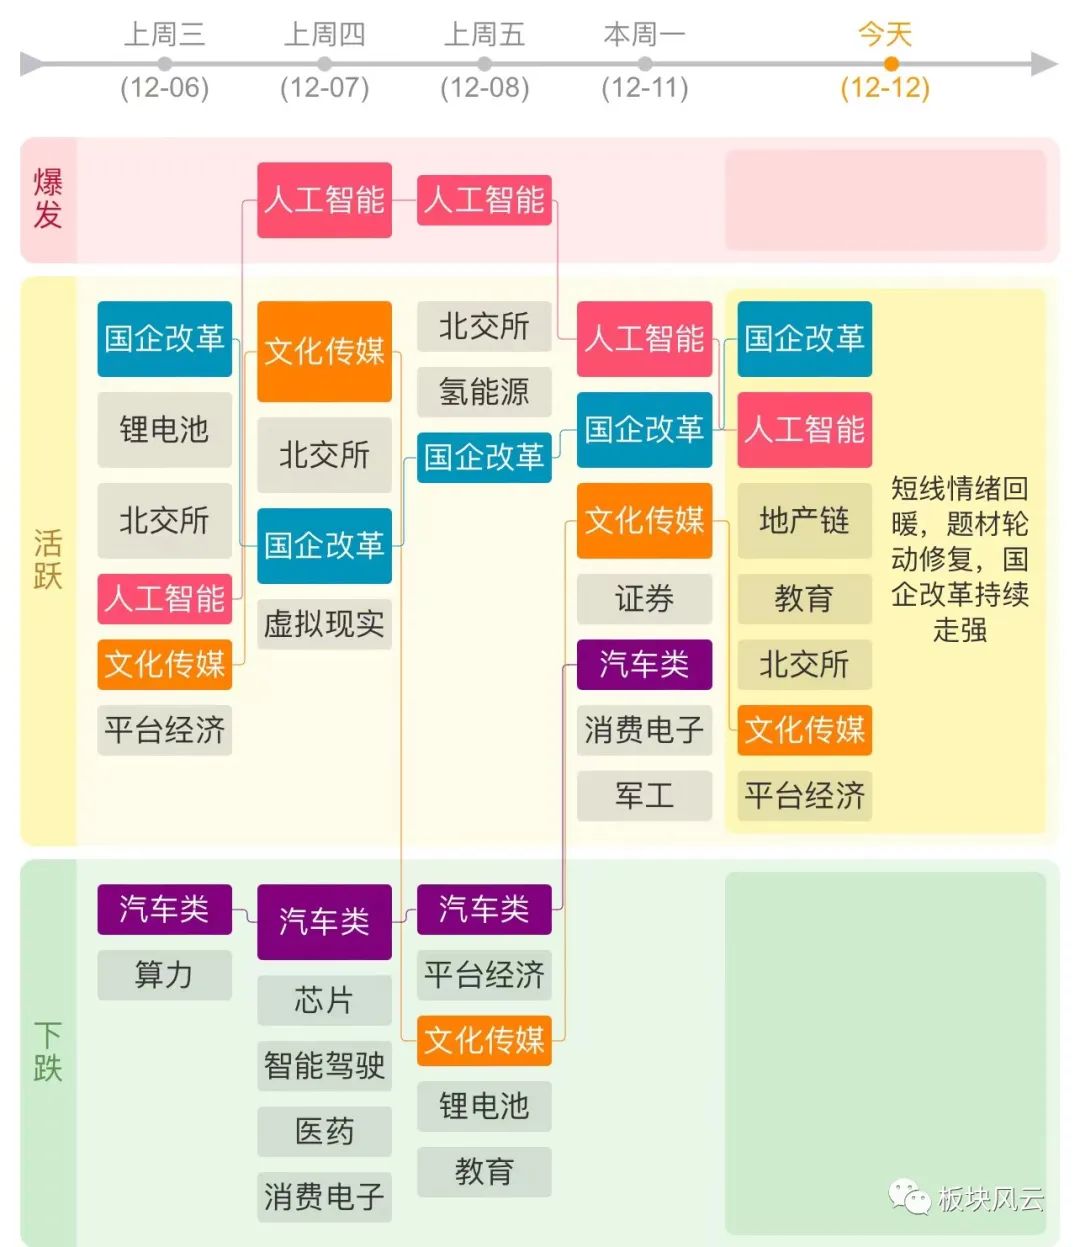 上周三
上周四
上周五
本周一
今天
(12-06)
(12-07)
(12-08)
(12-11)
(12-12)
爆发
人工智能
人工智能
活跃
国企改革
锂电池
北交所
人工智能
文化传媒
平台经济
文化传媒
北交所
国企改革
虚拟现实
北交所
氢能源
国企改革
人工智能
国企改革
文化传媒
证券
汽车类
消费电子
军工
国企改革
人工智能
地产链
教育
北交所
文化传媒
平台经济
短线情绪回
暖，题材轮
动修复，国
企改革持续
走强
下跌
汽车类
算力
汽车类
芯片
智能驾驶
医药
消费电子
汽车类
平台经济
文化传媒
锂电池
教育
板块风云